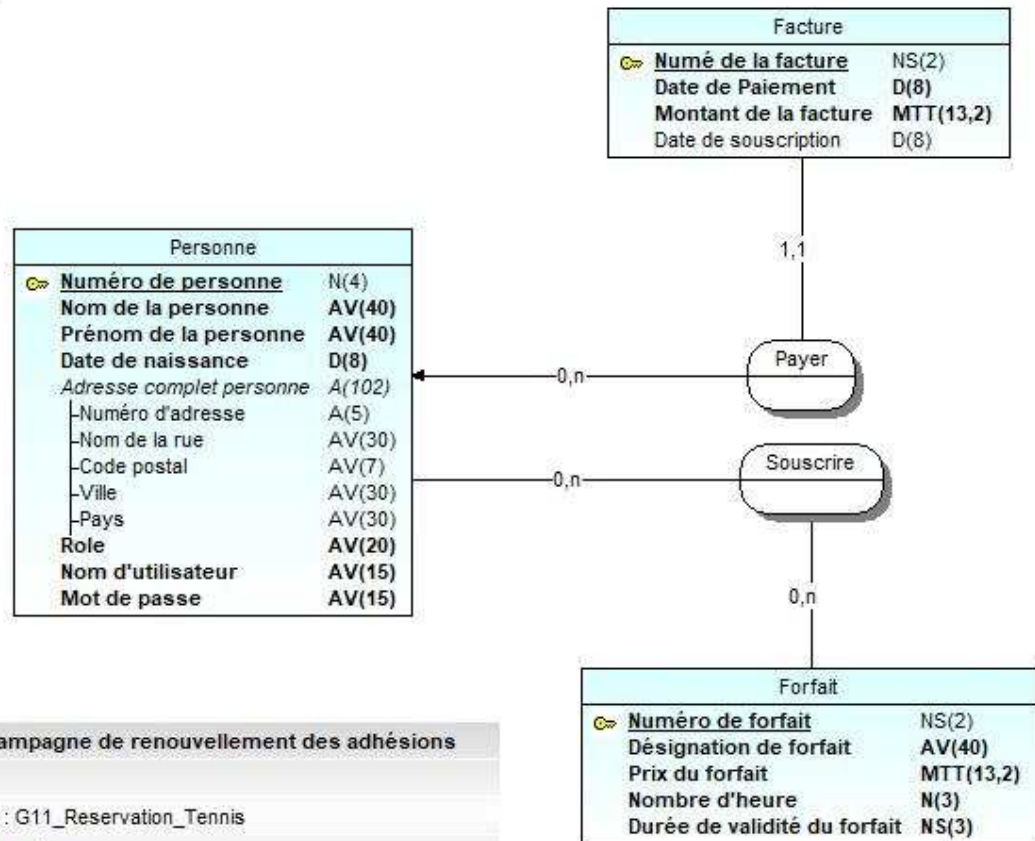 Facture
Numé de la facture NS(2)
Date de Paiement D(8)
Montant de la facture MTT(13,2)
Date de souscription D(8)
1,1
Personne
Numéro de personne N(4)
Nom de la personne AV(40)
Prénom de la personne AV(40)
Date de naissance D(8)
Adresse complet personne A(102)
Numéro d'adresse A(5)
Nom de la rue AV(30)
Code postal AV(7)
Ville AV(30)
Pays AV(30)
Role AV(20)
Nom d'utilisateur AV(15)
Mot de passe AV(15)
0,n
Payer
0,n
Souscrire
0,n
Forfait
Numéro de forfait NS(2)
Désignation de forfait AV(40)
Prix du forfait MTT(13,2)
Nombre d'heure N(3)
Durée de validité du forfait NS(3)
ampagne de renouvellement des adhésions
: G11_Reservation_Tennis